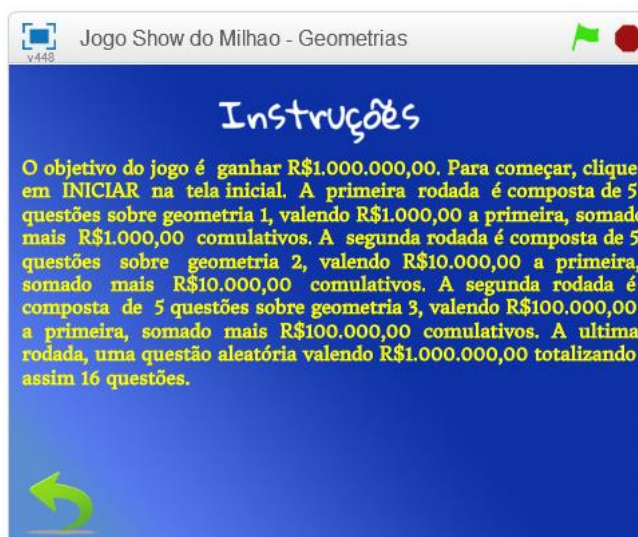 Jogo Show do Milhao - Geometrias
v448
Instruções
O objetivo do jogo é ganhar R$1.000.000,00. Para começar, clique
em INICIAR na tela inicial. A primeira rodada é composta de 5
questões sobre geometria 1, valendo R$1.000,00 a primeira, somado
mais R$1.000,00 comulativos. A segunda rodada é composta de 5
questões sobre geometria 2, valendo R$10.000,00 a primeira,
somado mais R$10.000,00 comulativos. A segunda rodada é
composta de 5 questões sobre geometria 3, valendo R$100.000,00
a primeira, somado mais R$100.000,00 comulativos. A ultima
rodada, uma questão aleatória valendo R$1.000.000,00 totalizando
assim 16 questões.